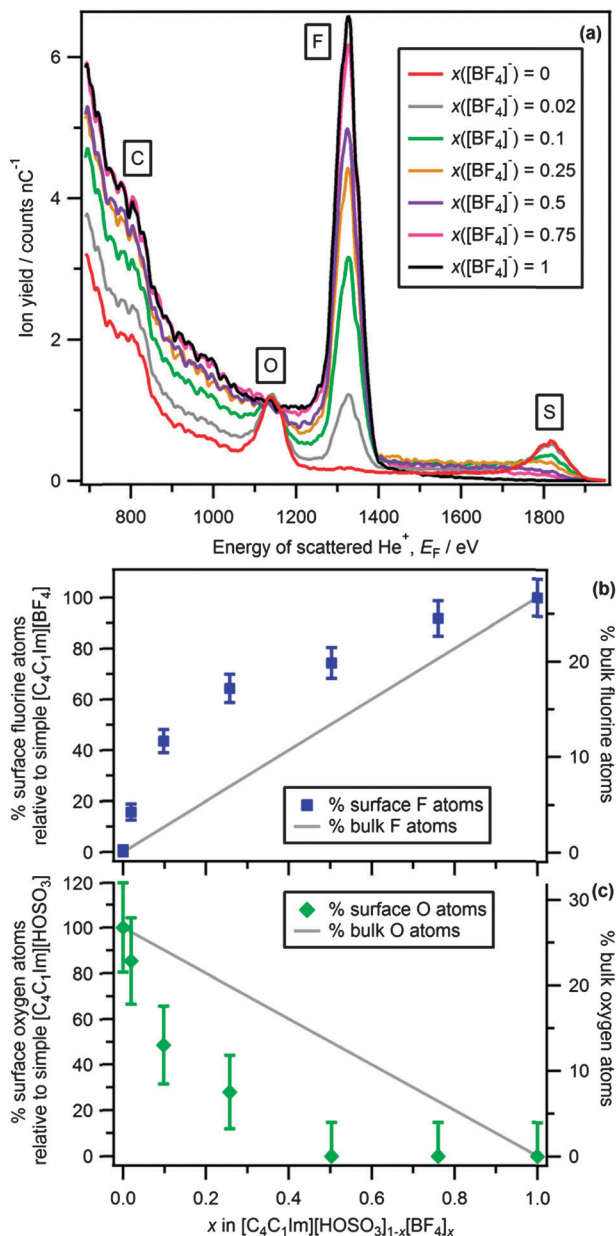 (a)
6
4
2
0
Ion yield / counts nC⁻¹
C
O
F
S
x([BF₄]⁻) = 0
x([BF₄]⁻) = 0.02
x([BF₄]⁻) = 0.1
x([BF₄]⁻) = 0.25
x([BF₄]⁻) = 0.5
x([BF₄]⁻) = 0.75
x([BF₄]⁻) = 1
800 1000 1200 1400 1600 1800
Energy of scattered He⁺, E_F / eV
(b)
100
80
60
40
20
0
% surface fluorine atoms
relative to simple [C₄C₁Im][BF₄]
% surface F atoms
% bulk F atoms
20
10
0
% bulk fluorine
atoms
(c)
120
100
80
60
40
20
0
% surface oxygen atoms
relative to simple [C₄C₁Im][HOSO₃]
% surface O atoms
% bulk O atoms
30
20
10
0
% bulk oxygen
atoms
0.0 0.2 0.4 0.6 0.8 1.0
x in [C₄C₁Im][HOSO₃]₁₋ₓ[BF₄]ₓ